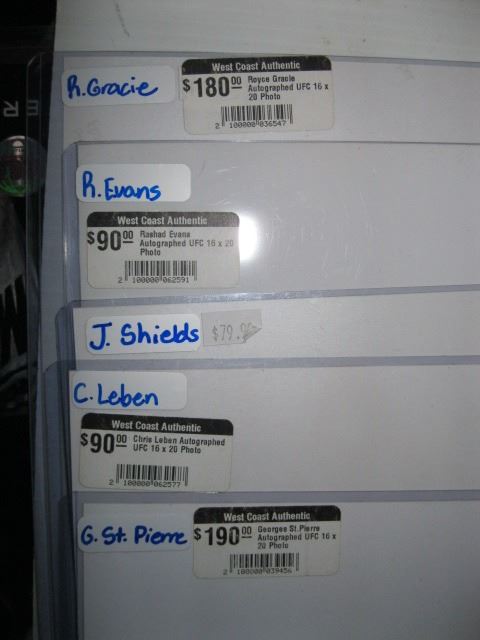 R. Gracie
West Coast Authentic
$180.00 Royce Gracie
Autographed UFC 16 x
20 Photo
2 100000 036547
R. Evans
West Coast Authentic
$90.00 Rashad Evans
Autographed UFC 16 x 20
Photo
2 100000 062591
J. Shields
C. Leben
West Coast Authentic
$90.00 Chris Leben Autographed
UFC 16 x 20 Photo
2 100000 062577
G. St. Pierre
West Coast Authentic
$190.00 Georges St.Pierre
Autographed UFC 16 x
20 Photo
2 100000 039456